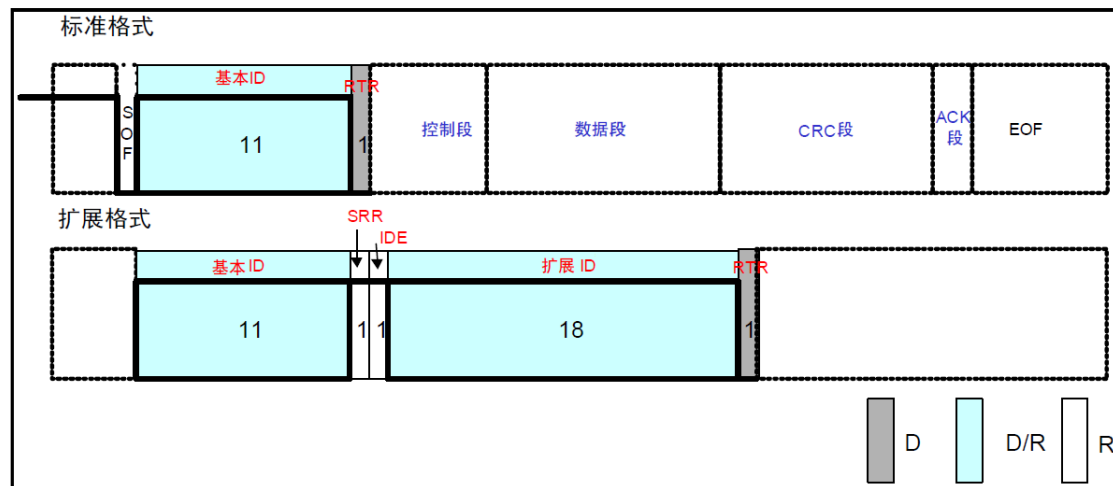 标准格式
基本ID
RTR
SOF
11
1
控制段
数据段
CRC段
ACK
段
EOF
扩展格式
SRR
IDE
基本ID
扩展 ID
RTR
11
1
1
18
1
D
D/R
R